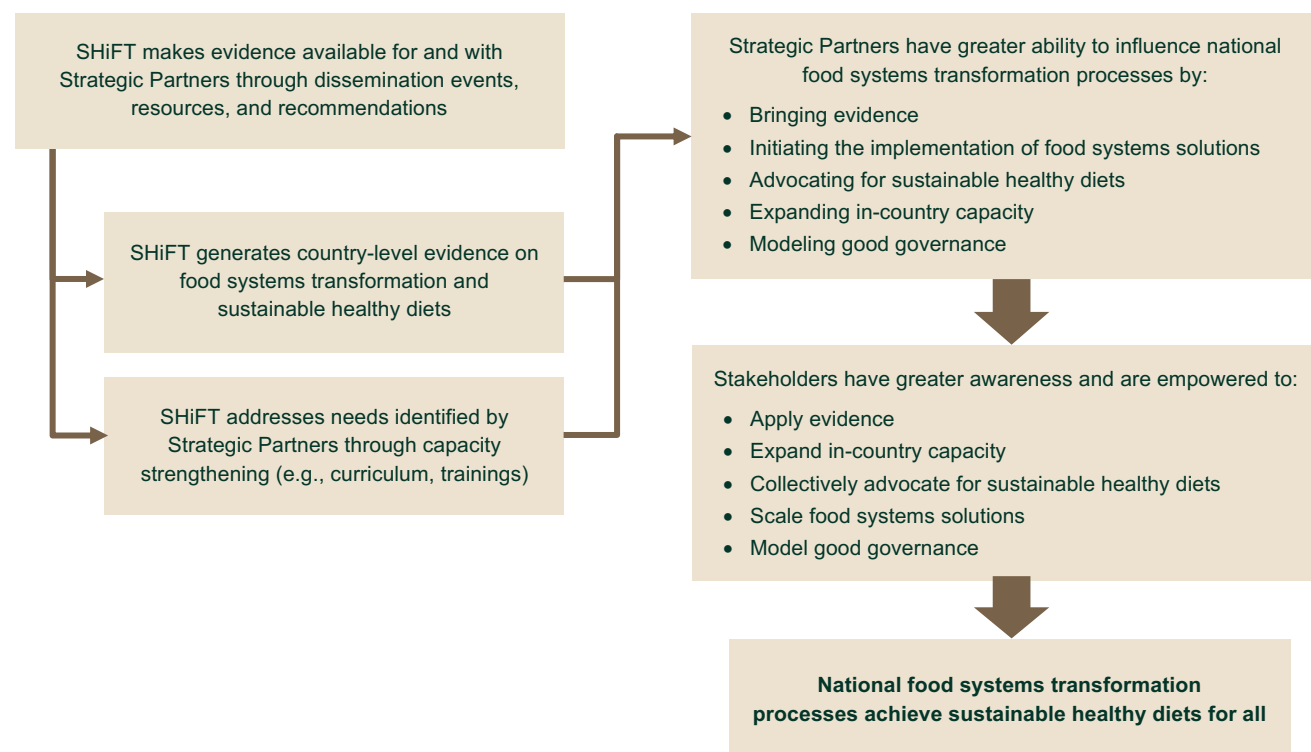 SHiFT makes evidence available for and with
Strategic Partners through dissemination events,
resources, and recommendations
SHiFT generates country-level evidence on
food systems transformation and
sustainable healthy diets
SHiFT addresses needs identified by
Strategic Partners through capacity
strengthening (e.g., curriculum, trainings)
Strategic Partners have greater ability to influence national
food systems transformation processes by:
• Bringing evidence
• Initiating the implementation of food systems solutions
• Advocating for sustainable healthy diets
• Expanding in-country capacity
• Modeling good governance
Stakeholders have greater awareness and are empowered to:
• Apply evidence
• Expand in-country capacity
• Collectively advocate for sustainable healthy diets
• Scale food systems solutions
• Model good governance
National food systems transformation
processes achieve sustainable healthy diets for all